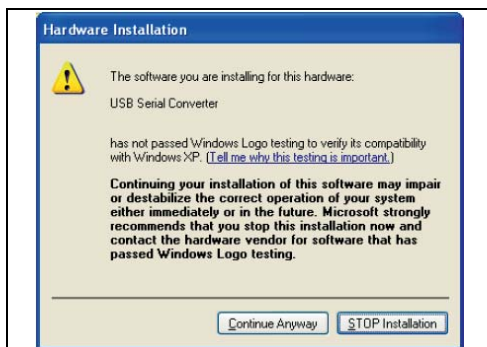 Hardware Installation
The software you are installing for this hardware:
USB Serial Converter
has not passed Windows Logo testing to verify its compatibility
with Windows XP. (Tell me why this testing is important.)
Continuing your installation of this software may impair
or destabilize the correct operation of your system
either immediately or in the future. Microsoft strongly
recommends that you stop this installation now and
contact the hardware vendor for software that has
passed Windows Logo testing.
Continue Anyway STOP Installation